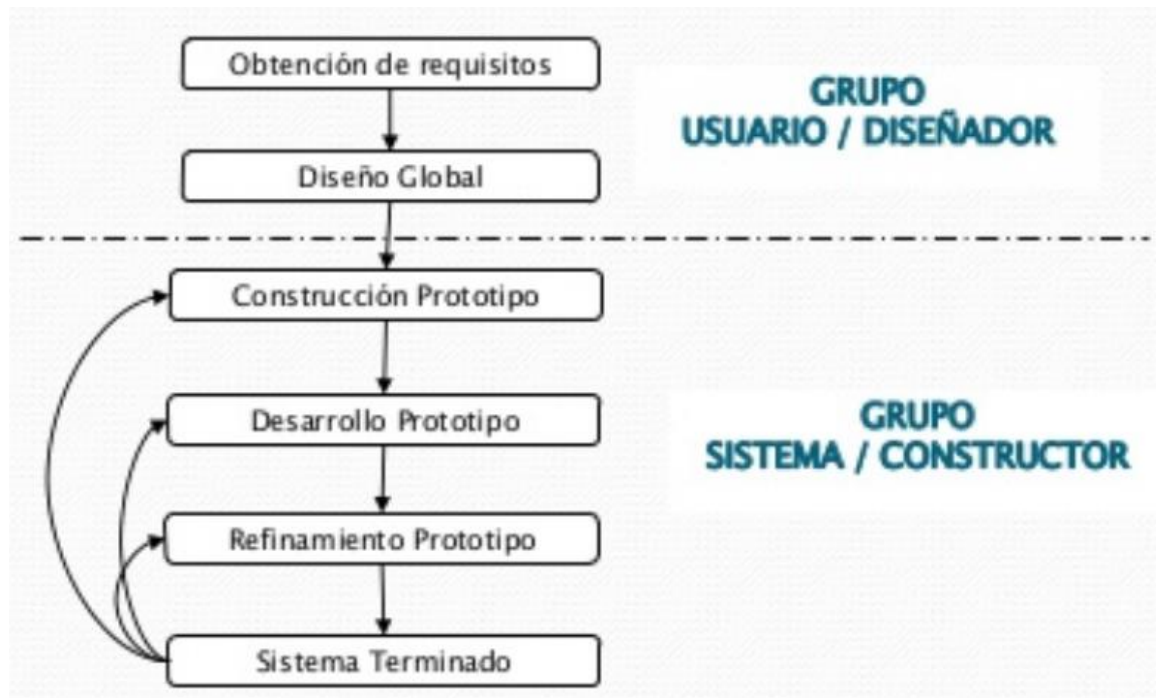 Obtención de requisitos
GRUPO
USUARIO / DISEÑADOR
Diseño Global
Construcción Prototipo
Desarrollo Prototipo
GRUPO
SISTEMA / CONSTRUCTOR
Refinamiento Prototipo
Sistema Terminado